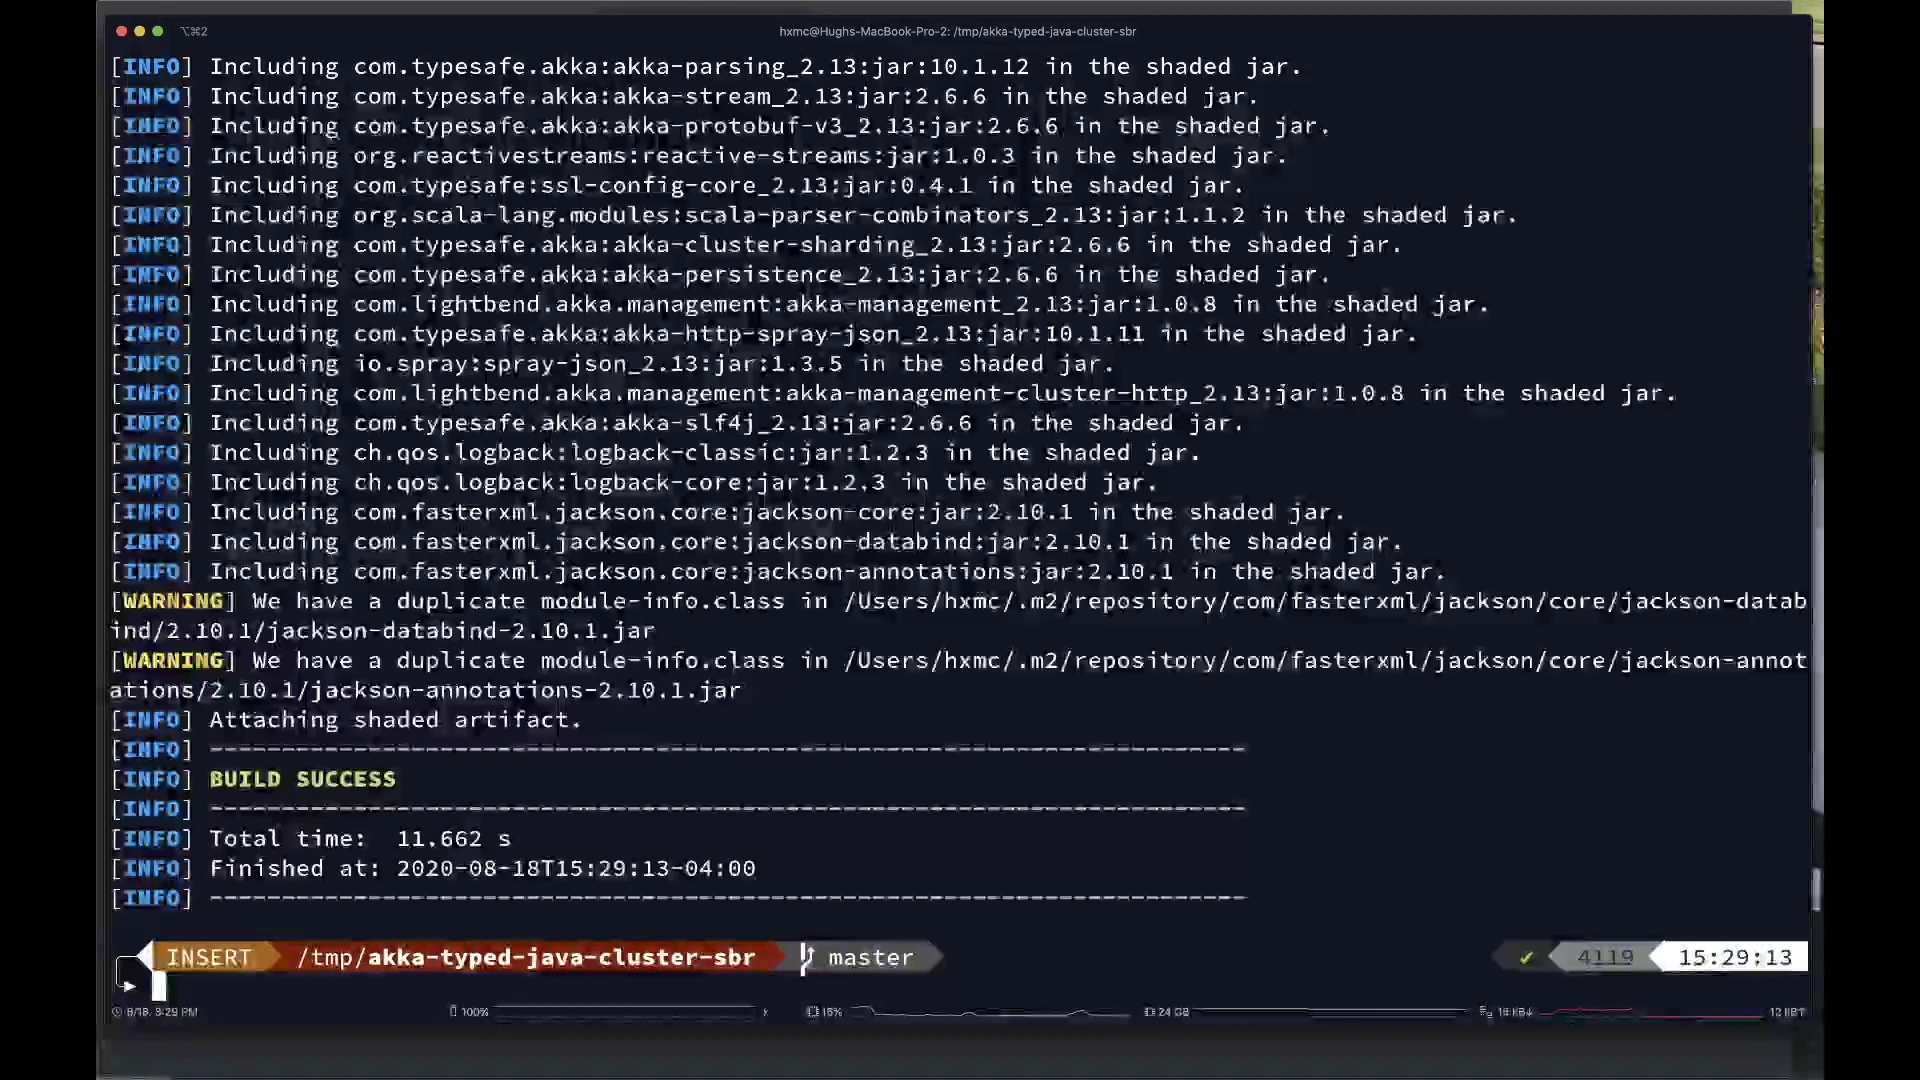 ⌥⌘2
hxmc@Hughs-MacBook-Pro-2: /tmp/akka-typed-java-cluster-sbr
[INFO] Including com.typesafe.akka:akka-parsing_2.13:jar:10.1.12 in the shaded jar.
[INFO] Including com.typesafe.akka:akka-stream_2.13:jar:2.6.6 in the shaded jar.
[INFO] Including com.typesafe.akka:akka-protobuf-v3_2.13:jar:2.6.6 in the shaded jar.
[INFO] Including org.reactivestreams:reactive-streams:jar:1.0.3 in the shaded jar.
[INFO] Including com.typesafe:ssl-config-core_2.13:jar:0.4.1 in the shaded jar.
[INFO] Including org.scala-lang.modules:scala-parser-combinators_2.13:jar:1.1.2 in the shaded jar.
[INFO] Including com.typesafe.akka:akka-cluster-sharding_2.13:jar:2.6.6 in the shaded jar.
[INFO] Including com.typesafe.akka:akka-persistence_2.13:jar:2.6.6 in the shaded jar.
[INFO] Including com.lightbend.akka.management:akka-management_2.13:jar:1.0.8 in the shaded jar.
[INFO] Including com.typesafe.akka:akka-http-spray-json_2.13:jar:10.1.11 in the shaded jar.
[INFO] Including io.spray:spray-json_2.13:jar:1.3.5 in the shaded jar.
[INFO] Including com.lightbend.akka.management:akka-management-cluster-http_2.13:jar:1.0.8 in the shaded jar.
[INFO] Including com.typesafe.akka:akka-slf4j_2.13:jar:2.6.6 in the shaded jar.
[INFO] Including ch.qos.logback:logback-classic:jar:1.2.3 in the shaded jar.
[INFO] Including ch.qos.logback:logback-core:jar:1.2.3 in the shaded jar.
[INFO] Including com.fasterxml.jackson.core:jackson-core:jar:2.10.1 in the shaded jar.
[INFO] Including com.fasterxml.jackson.core:jackson-databind:jar:2.10.1 in the shaded jar.
[INFO] Including com.fasterxml.jackson.core:jackson-annotations:jar:2.10.1 in the shaded jar.
[WARNING] We have a duplicate module-info.class in /Users/hxmc/.m2/repository/com/fasterxml/jackson/core/jackson-datab
ind/2.10.1/jackson-databind-2.10.1.jar
[WARNING] We have a duplicate module-info.class in /Users/hxmc/.m2/repository/com/fasterxml/jackson/core/jackson-annot
ations/2.10.1/jackson-annotations-2.10.1.jar
[INFO] Attaching shaded artifact.
[INFO] ------------------------------------------------------------------------
[INFO] BUILD SUCCESS
[INFO] ------------------------------------------------------------------------
[INFO] Total time:  11.662 s
[INFO] Finished at: 2020-08-18T15:29:13-04:00
[INFO] ------------------------------------------------------------------------
INSERT /tmp/akka-typed-java-cluster-sbr master ✓ 4119 15:29:13
8/18, 3:29 PM 100% 15% 24 GB